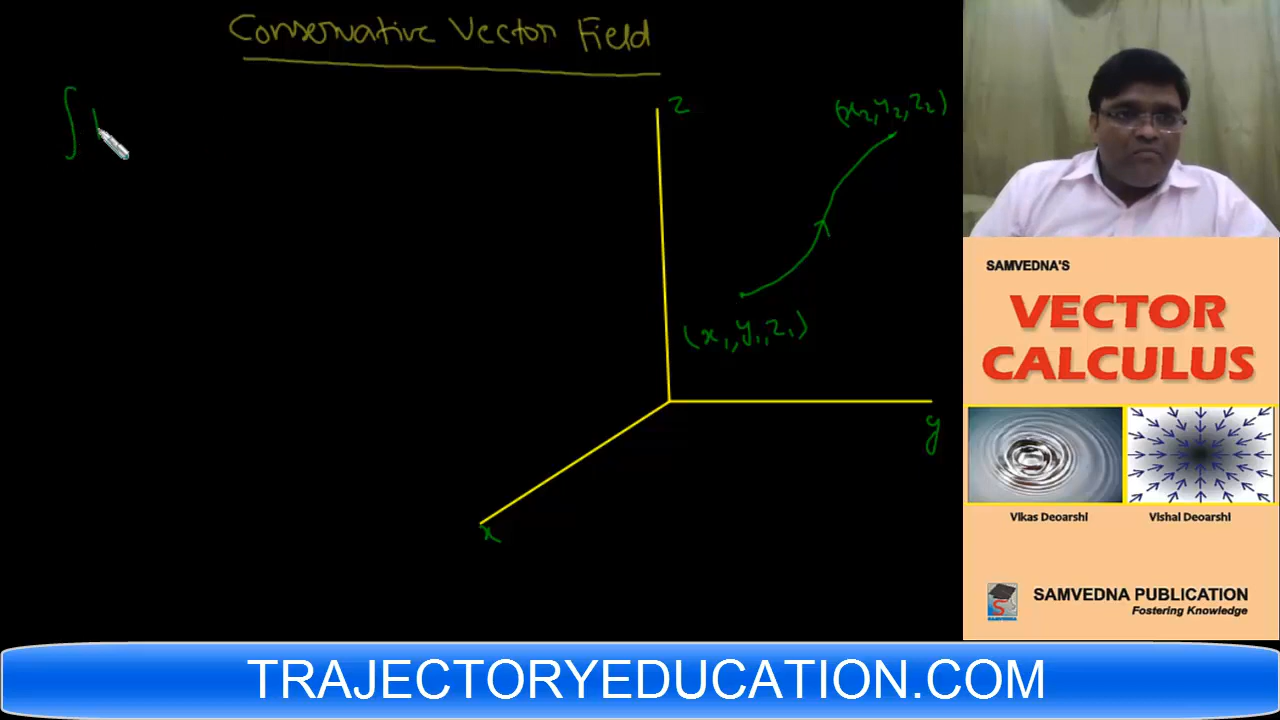 Conservative Vector Field
∫
z
(x₂, y₂, z₂)
(x₁, y₁, z₁)
y
x
SAMVEDNA'S
VECTOR
CALCULUS
Vikas Deoarshi Vishal Deoarshi
SAMVEDNA PUBLICATION
Fostering Knowledge
TRAJECTORYEDUCATION.COM